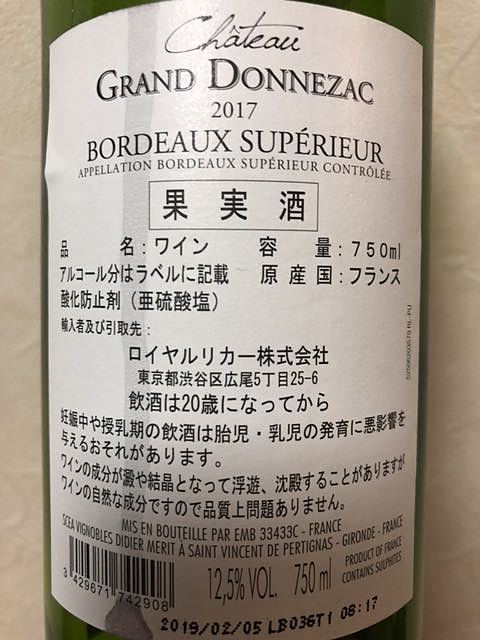 Château
GRAND DONNEZAC
2017
BORDEAUX SUPÉRIEUR
APPELLATION BORDEAUX SUPÉRIEUR CONTRÔLÉE
果実酒
品名：ワイン 容量：750ml
アルコール分はラベルに記載 原産国：フランス
酸化防止剤（亜硫酸塩）
輸入者及び引取先：
ロイヤルリカー株式会社
東京都渋谷区広尾5丁目25-6
飲酒は20歳になってから
妊娠中や授乳期の飲酒は胎児・乳児の発育に悪影響を
与えるおそれがあります。
ワインの成分が澱や結晶となって浮遊、沈殿することがありますが
ワインの自然な成分ですので品質上問題ありません。
MIS EN BOUTEILLE PAR EMB 33433C - FRANCE
SCEA VIGNOBLES DIDIER MERIT À SAINT VINCENT DE PERTIGNAS - GIRONDE - FRANCE
PRODUCT OF FRANCE
CONTAINS SULPHITES
12,5% VOL. 750 ml
3 429671 742908
2019/02/05 LB036T1 08:17